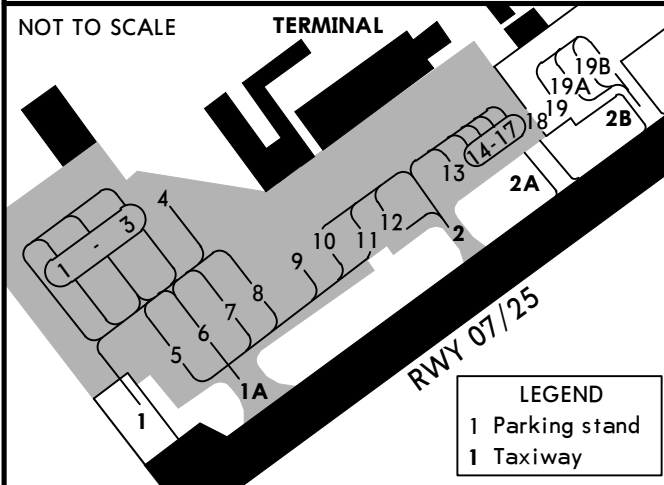 NOT TO SCALE
TERMINAL
19B
19A
19
18
2B
14-17
13
2A
4
1 - 3
12
2
10
11
9
8
7
6
5
1A
1
RWY 07/25
LEGEND
1 Parking stand
1 Taxiway